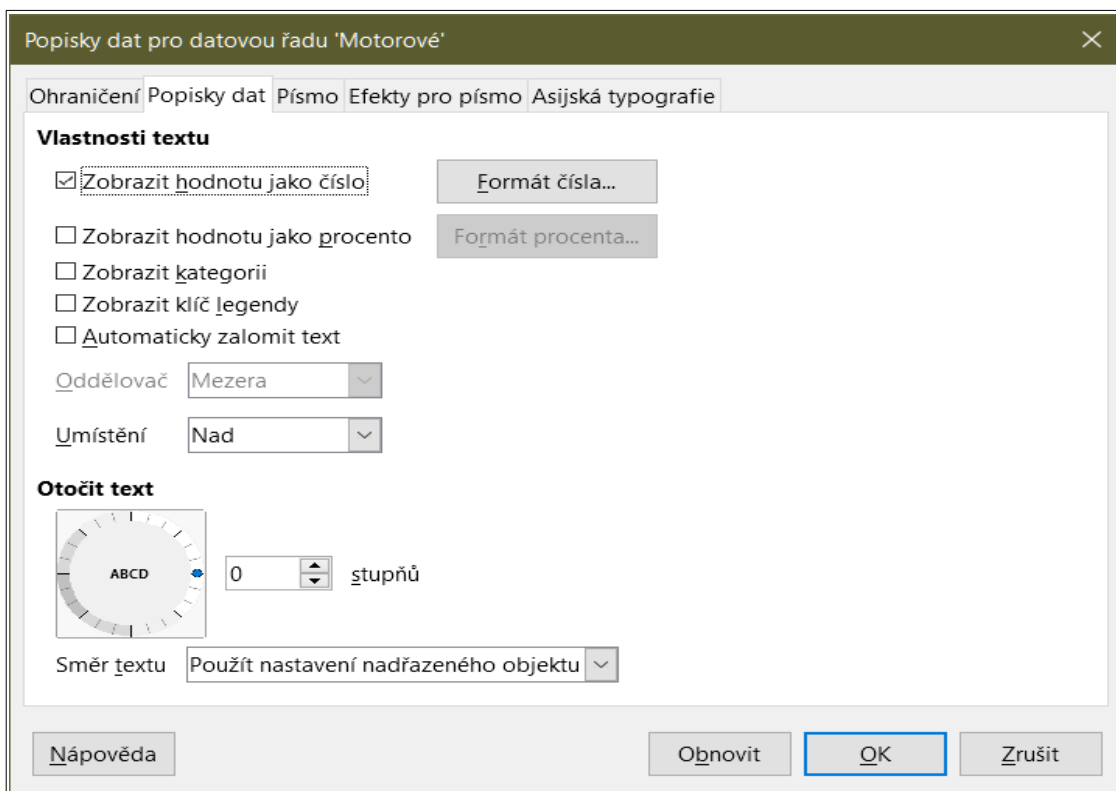 Popisky dat pro datovou řadu 'Motorové'
Ohraničení Popisky dat Písmo Efekty pro písmo Asijská typografie
Vlastnosti textu
Zobrazit hodnotu jako číslo Formát čísla...
Zobrazit hodnotu jako procento Formát procenta...
Zobrazit kategorii
Zobrazit klíč legendy
Automaticky zalomit text
Oddělovač Mezera
Umístění Nad
Otočit text
ABCD 0 stupňů
Směr textu Použít nastavení nadřazeného objektu
Nápověda Obnovit OK Zrušit